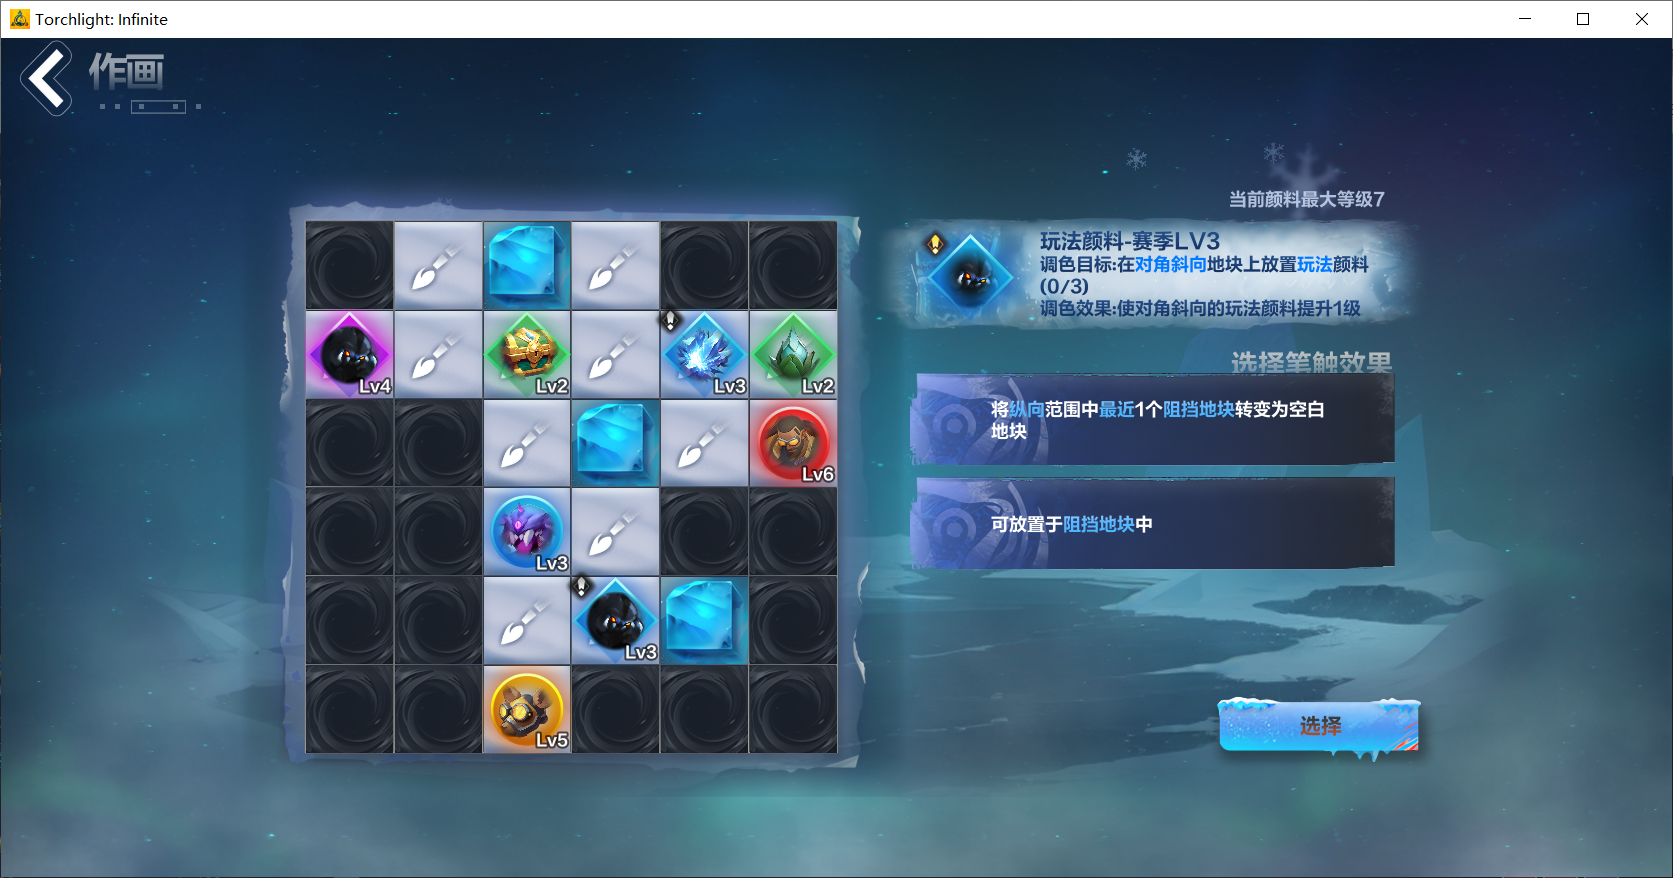 Torchlight: Infinite
作画
当前颜料最大等级7
玩法颜料-赛季LV3
调色目标:在对角斜向地块上放置玩法颜料
(0/3)
调色效果:使对角斜向的玩法颜料提升1级
选择笔触效果
将纵向范围中最近1个阻挡地块转变为空白
地块
可放置于阻挡地块中
选择
Lv4
Lv2
Lv3
Lv2
Lv6
Lv3
Lv3
Lv5